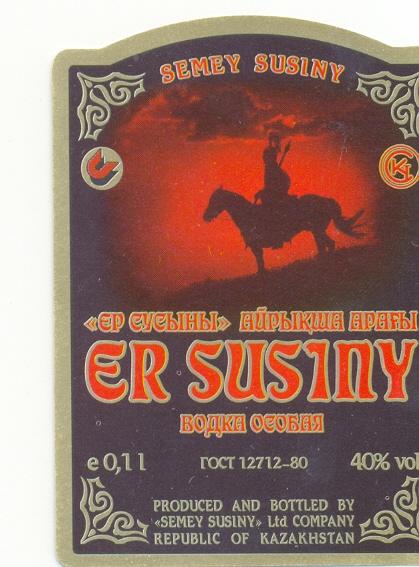 SEMEY SUSINY
«ЕР СУСЫНЫ» АЙРЫҚША АРАҒЫ
ER SUSINY
ВОДКА ОСОБАЯ
е 0,1 l ГОСТ 12712-80 40% vol
PRODUCED AND BOTTLED BY
«SEMEY SUSINY» Ltd COMPANY
REPUBLIC OF KAZAKHSTAN